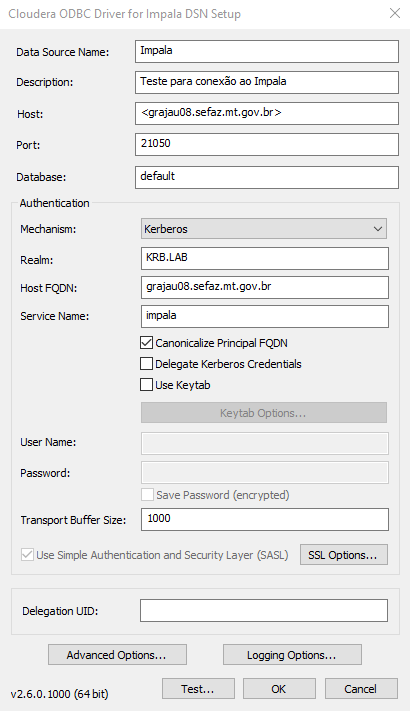 Cloudera ODBC Driver for Impala DSN Setup
Data Source Name: Impala
Description: Teste para conexão ao Impala
Host: <grajau08.sefaz.mt.gov.br>
Port: 21050
Database: default
Authentication
Mechanism: Kerberos
Realm: KRB.LAB
Host FQDN: grajau08.sefaz.mt.gov.br
Service Name: impala
Canonicalize Principal FQDN
Delegate Kerberos Credentials
Use Keytab
Keytab Options...
User Name:
Password:
Save Password (encrypted)
Transport Buffer Size: 1000
Use Simple Authentication and Security Layer (SASL) SSL Options...
Delegation UID:
Advanced Options... Logging Options...
v2.6.0.1000 (64 bit) Test... OK Cancel